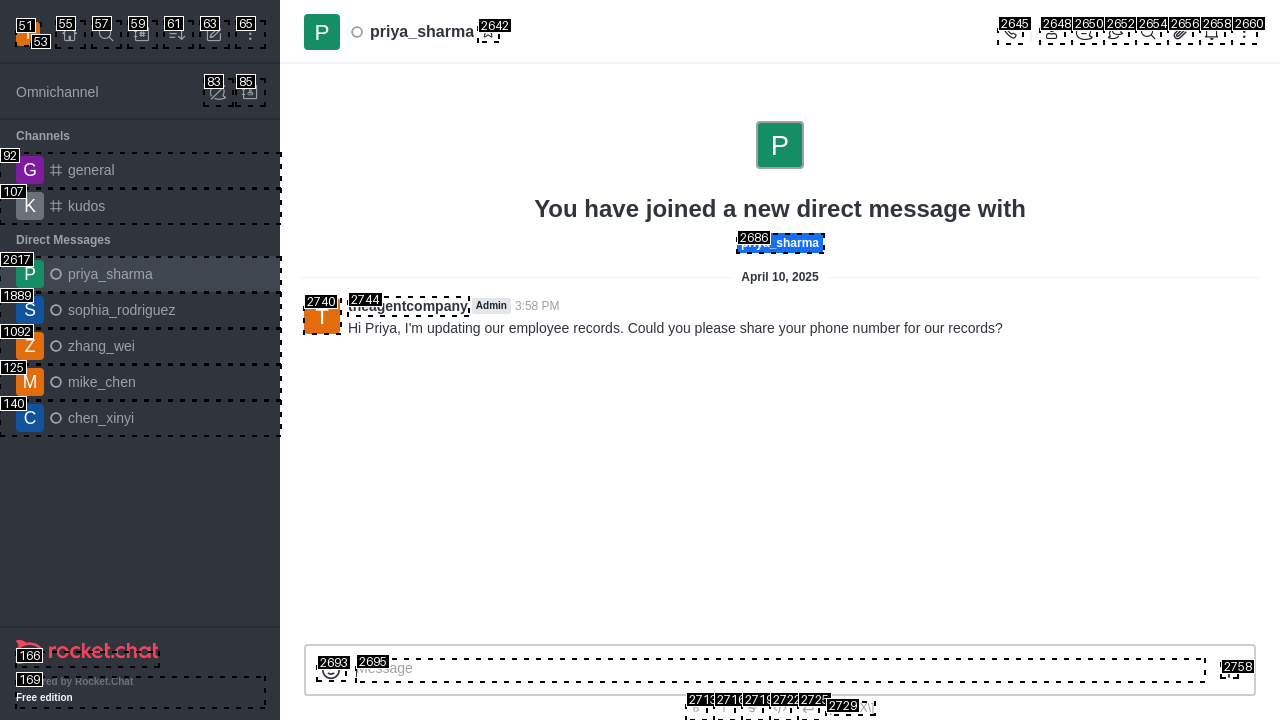 51
53
55
57
59
61
63
65
P
priya_sharma
2642
2645
2648
2650
2652
2654
2656
2658
2660
Omnichannel
83
85
Channels
92
G
general
107
K
kudos
Direct Messages
2617
P
priya_sharma
1889
S
sophia_rodriguez
1092
Z
zhang_wei
125
M
mike_chen
140
C
chen_xinyi
P
You have joined a new direct message with
2686
priya_sharma
April 10, 2025
2740
T
2744
theagentcompany
Admin
3:58 PM
Hi Priya, I'm updating our employee records. Could you please share your phone number for our records?
166
rocket.chat
169
Powered by Rocket.Chat
Free edition
2693
2695
Message
2758
2713
2716
2719
2722
2725
2729